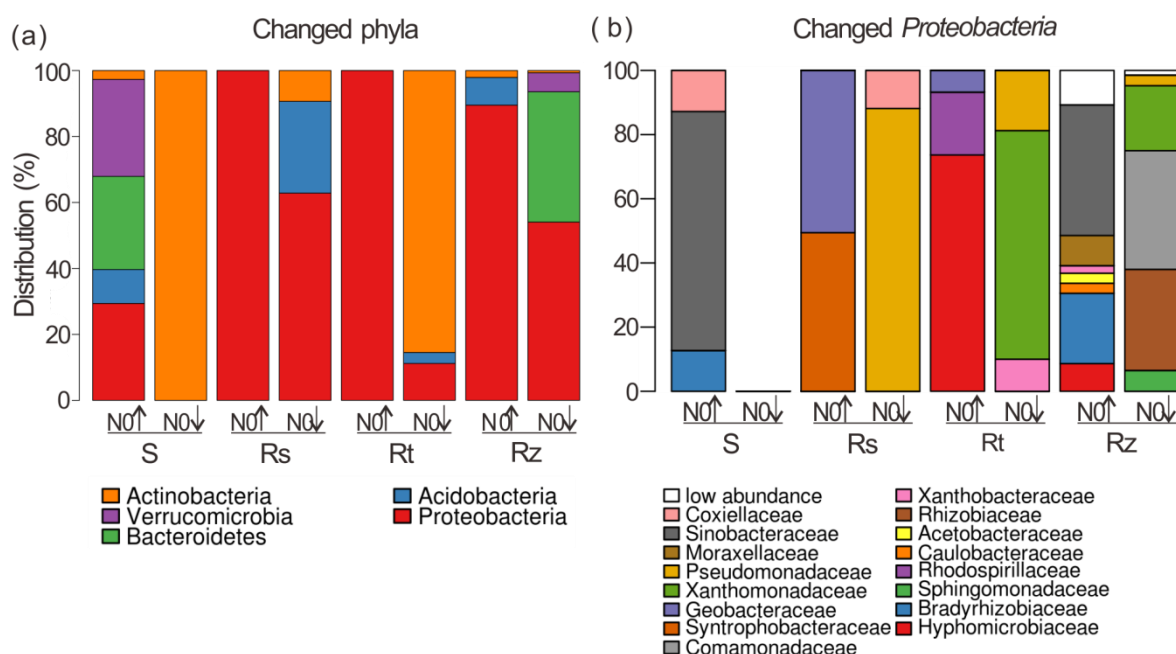 (a) Changed phyla
Distribution (%)
100
80
60
40
20
0
N0↑ N0↓ N0↑ N0↓ N0↑ N0↓ N0↑ N0↓
S Rs Rt Rz
Actinobacteria Acidobacteria
Verrucomicrobia Proteobacteria
Bacteroidetes
( b) Changed Proteobacteria
100
80
60
40
20
0
N0↑ N0↓ N0↑ N0↓ N0↑ N0↓ N0↑ N0↓
S Rs Rt Rz
low abundance Xanthobacteraceae
Coxiellaceae Rhizobiaceae
Sinobacteraceae Acetobacteraceae
Moraxellaceae Caulobacteraceae
Pseudomonadaceae Rhodospirillaceae
Xanthomonadaceae Sphingomonadaceae
Geobacteraceae Bradyrhizobiaceae
Syntrophobacteraceae Hyphomicrobiaceae
Comamonadaceae